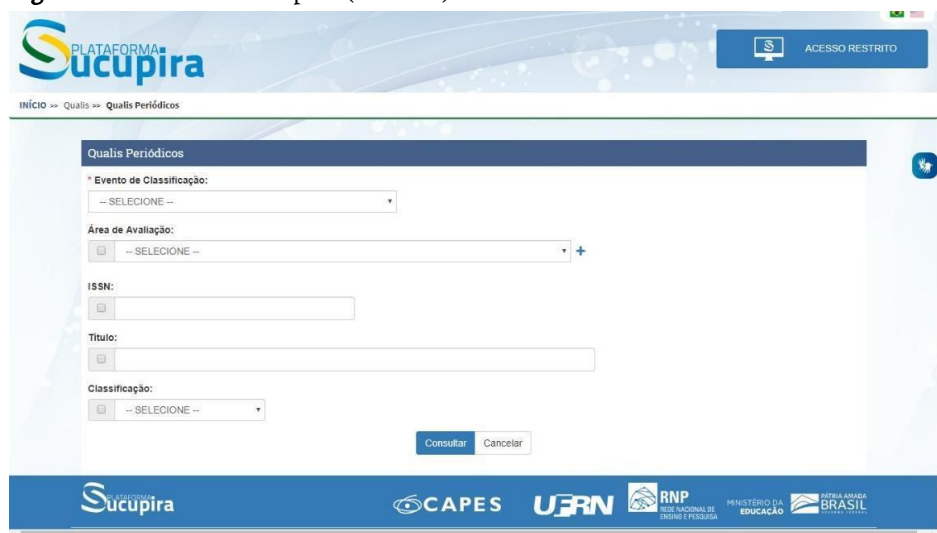 PLATAFORMA
Sucupira
ACESSO RESTRITO
INÍCIO >> Qualis >> Qualis Periódicos
Qualis Periódicos
* Evento de Classificação:
-- SELECIONE --
Área de Avaliação:
-- SELECIONE --
+
ISSN:
Título:
Classificação:
-- SELECIONE --
Consultar Cancelar
PLATAFORMA
Sucupira
CAPES
UFRN
RNP
REDE NACIONAL DE
ENSINO E PESQUISA
MINISTÉRIO DA
EDUCAÇÃO
PÁTRIA AMADA
BRASIL
GOVERNO FEDERAL